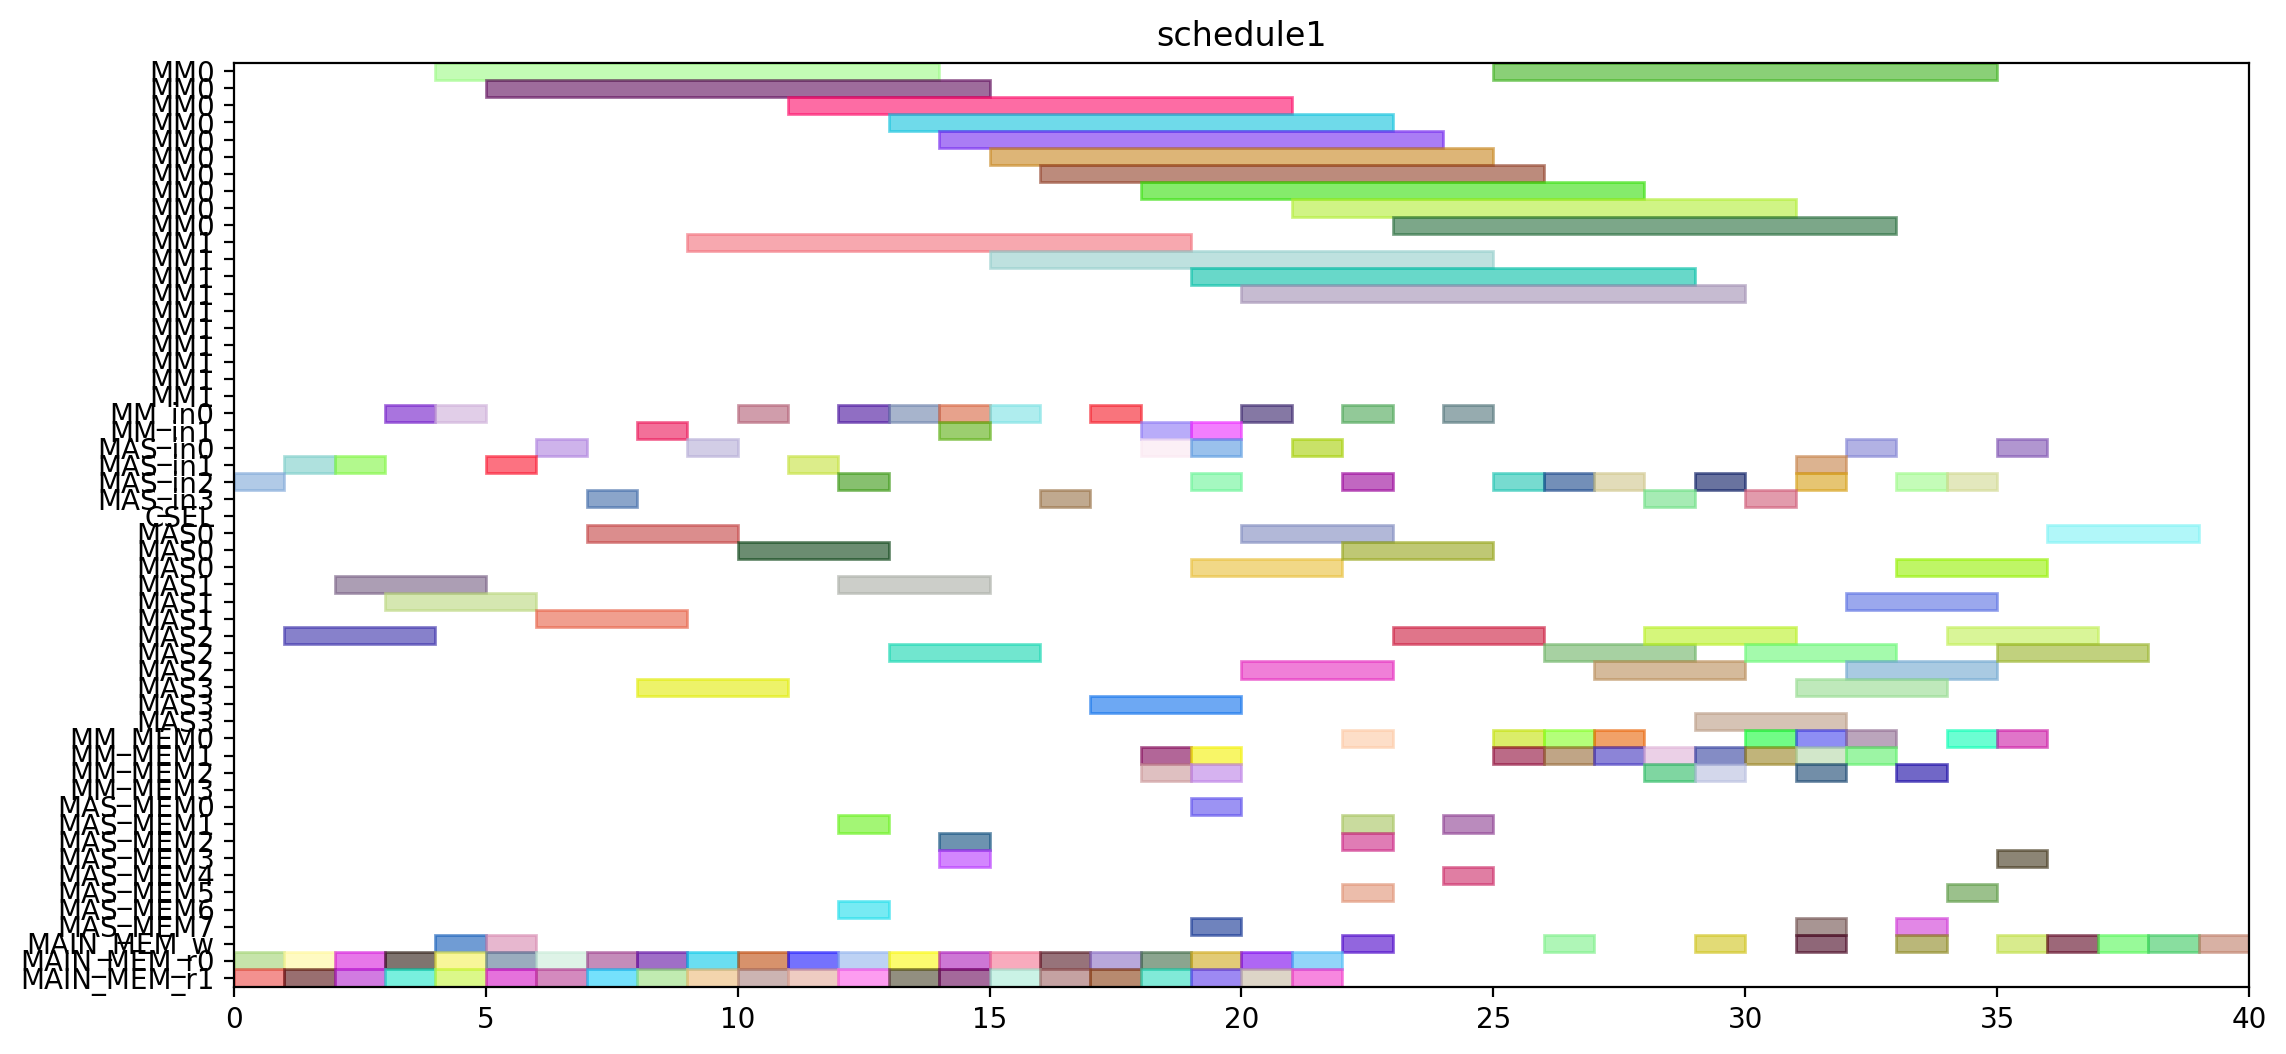 schedule1
MM0
MM0
MM0
MM0
MM0
MM0
MM0
MM0
MM0
MM0
MM1
MM1
MM1
MM1
MM1
MM1
MM1
MM1
MM1
MM1
MM_in0
MM_in1
MAS_in0
MAS_in1
MAS_in2
MAS_in3
CSEL
MAS0
MAS0
MAS0
MAS1
MAS1
MAS1
MAS2
MAS2
MAS2
MAS3
MAS3
MAS3
MM_MEM0
MM_MEM1
MM_MEM2
MM_MEM3
MAS_MEM0
MAS_MEM1
MAS_MEM2
MAS_MEM3
MAS_MEM4
MAS_MEM5
MAS_MEM6
MAS_MEM7
MAIN_MEM_w
MAIN_MEM_r0
MAIN_MEM_r1
0 5 10 15 20 25 30 35 40